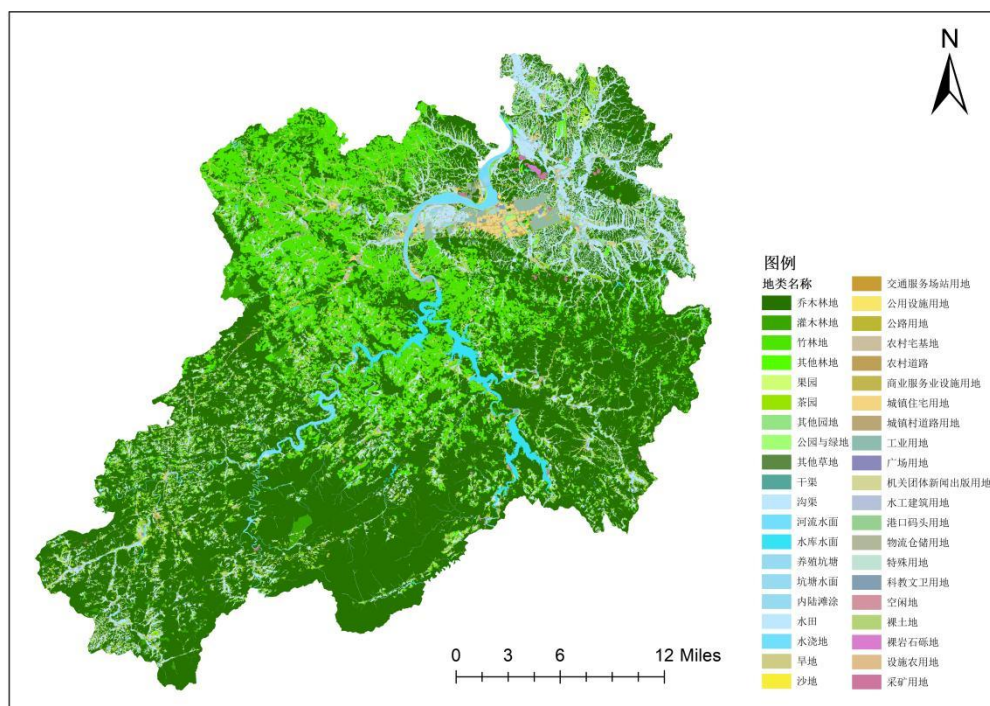 N
图例
地类名称
乔木林地
灌木林地
竹林地
其他林地
果园
茶园
其他园地
公园与绿地
其他草地
干渠
沟渠
河流水面
水库水面
养殖坑塘
坑塘水面
内陆滩涂
水田
水浇地
旱地
沙地
交通服务场站用地
公用设施用地
公路用地
农村宅基地
农村道路
商业服务业设施用地
城镇住宅用地
城镇村道路用地
工业用地
广场用地
机关团体新闻出版用地
水工建筑用地
港口码头用地
物流仓储用地
特殊用地
科教文卫用地
空闲地
裸土地
裸岩石砾地
设施农用地
采矿用地
0 3 6 12 Miles